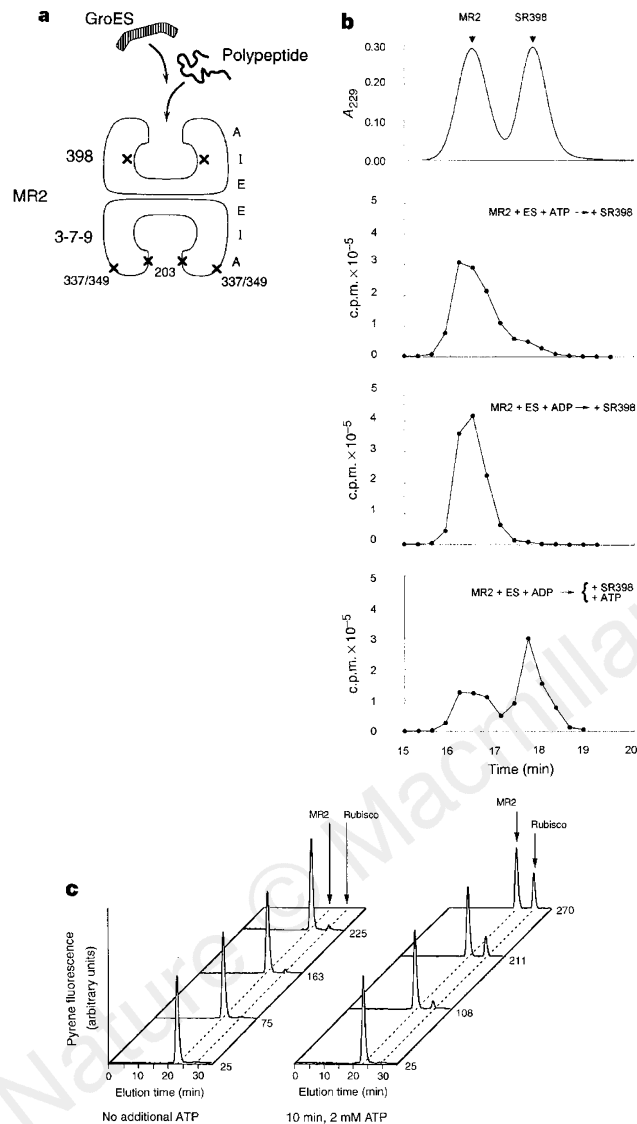 a
GroES
Polypeptide
398
MR2
3-7-9
A
I
E
E
I
A
337/349
203
337/349
b
MR2
SR398
A229
0.30
0.20
0.10
0.00
MR2 + ES + ATP → + SR398
c.p.m. × 10⁻⁵
5
4
3
2
1
0
MR2 + ES + ADP → + SR398
c.p.m. × 10⁻⁵
5
4
3
2
1
0
MR2 + ES + ADP → { + SR398
+ ATP
c.p.m. × 10⁻⁵
5
3
2
1
0
15 16 17 18 19 20
Time (min)
c
Pyrene fluorescence
(arbitrary units)
MR2
Rubisco
225
163
75
25
0 10 20 30
Elution time (min)
No additional ATP
MR2
Rubisco
270
211
108
25
0 10 20 30
Elution time (min)
10 min, 2 mM ATP
Nature © Macmillan